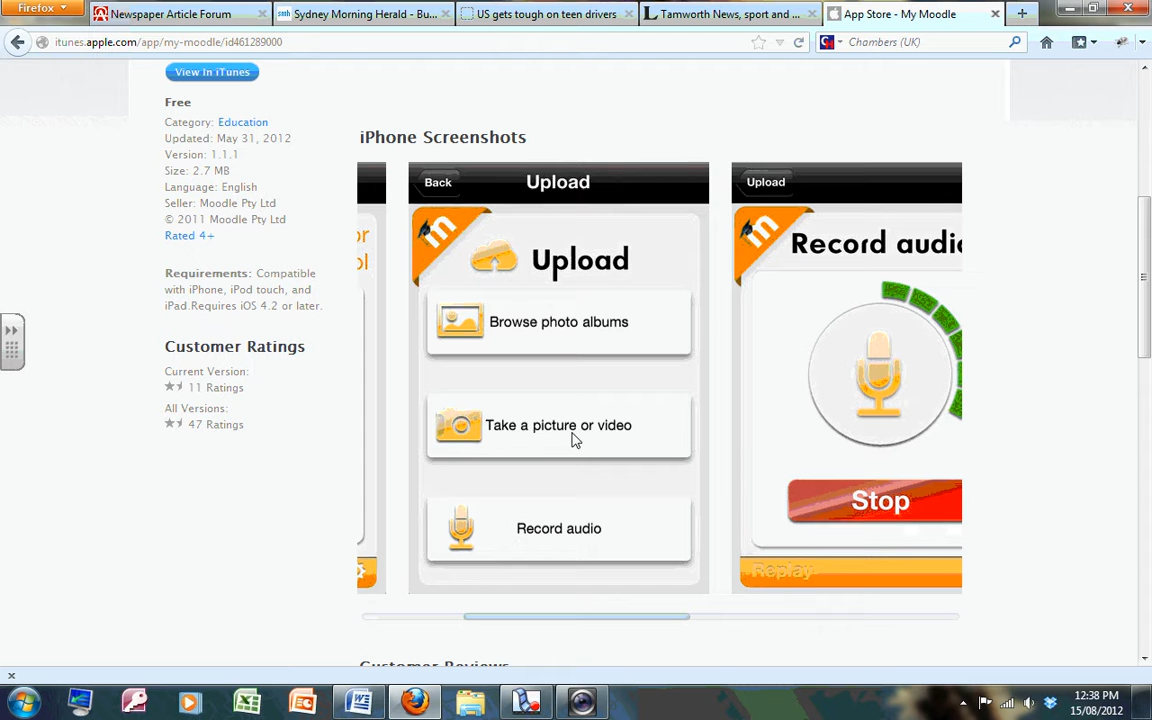 Firefox
Newspaper Article Forum
Sydney Morning Herald - Bu...
US gets tough on teen drivers
Tamworth News, sport and ...
App Store - My Moodle
itunes.apple.com/app/my-moodle/id461289000
Chambers (UK)
View In iTunes
Free
Category: Education
Updated: May 31, 2012
Version: 1.1.1
Size: 2.7 MB
Language: English
Seller: Moodle Pty Ltd
© 2011 Moodle Pty Ltd
Rated 4+
Requirements: Compatible
with iPhone, iPod touch, and
iPad.Requires iOS 4.2 or later.
Customer Ratings
Current Version:
11 Ratings
All Versions:
47 Ratings
iPhone Screenshots
or
ol
Back
Upload
m
Upload
Browse photo albums
Take a picture or video
Record audio
Upload
m
Record audio
Stop
Replay
Customer Reviews
12:38 PM
15/08/2012